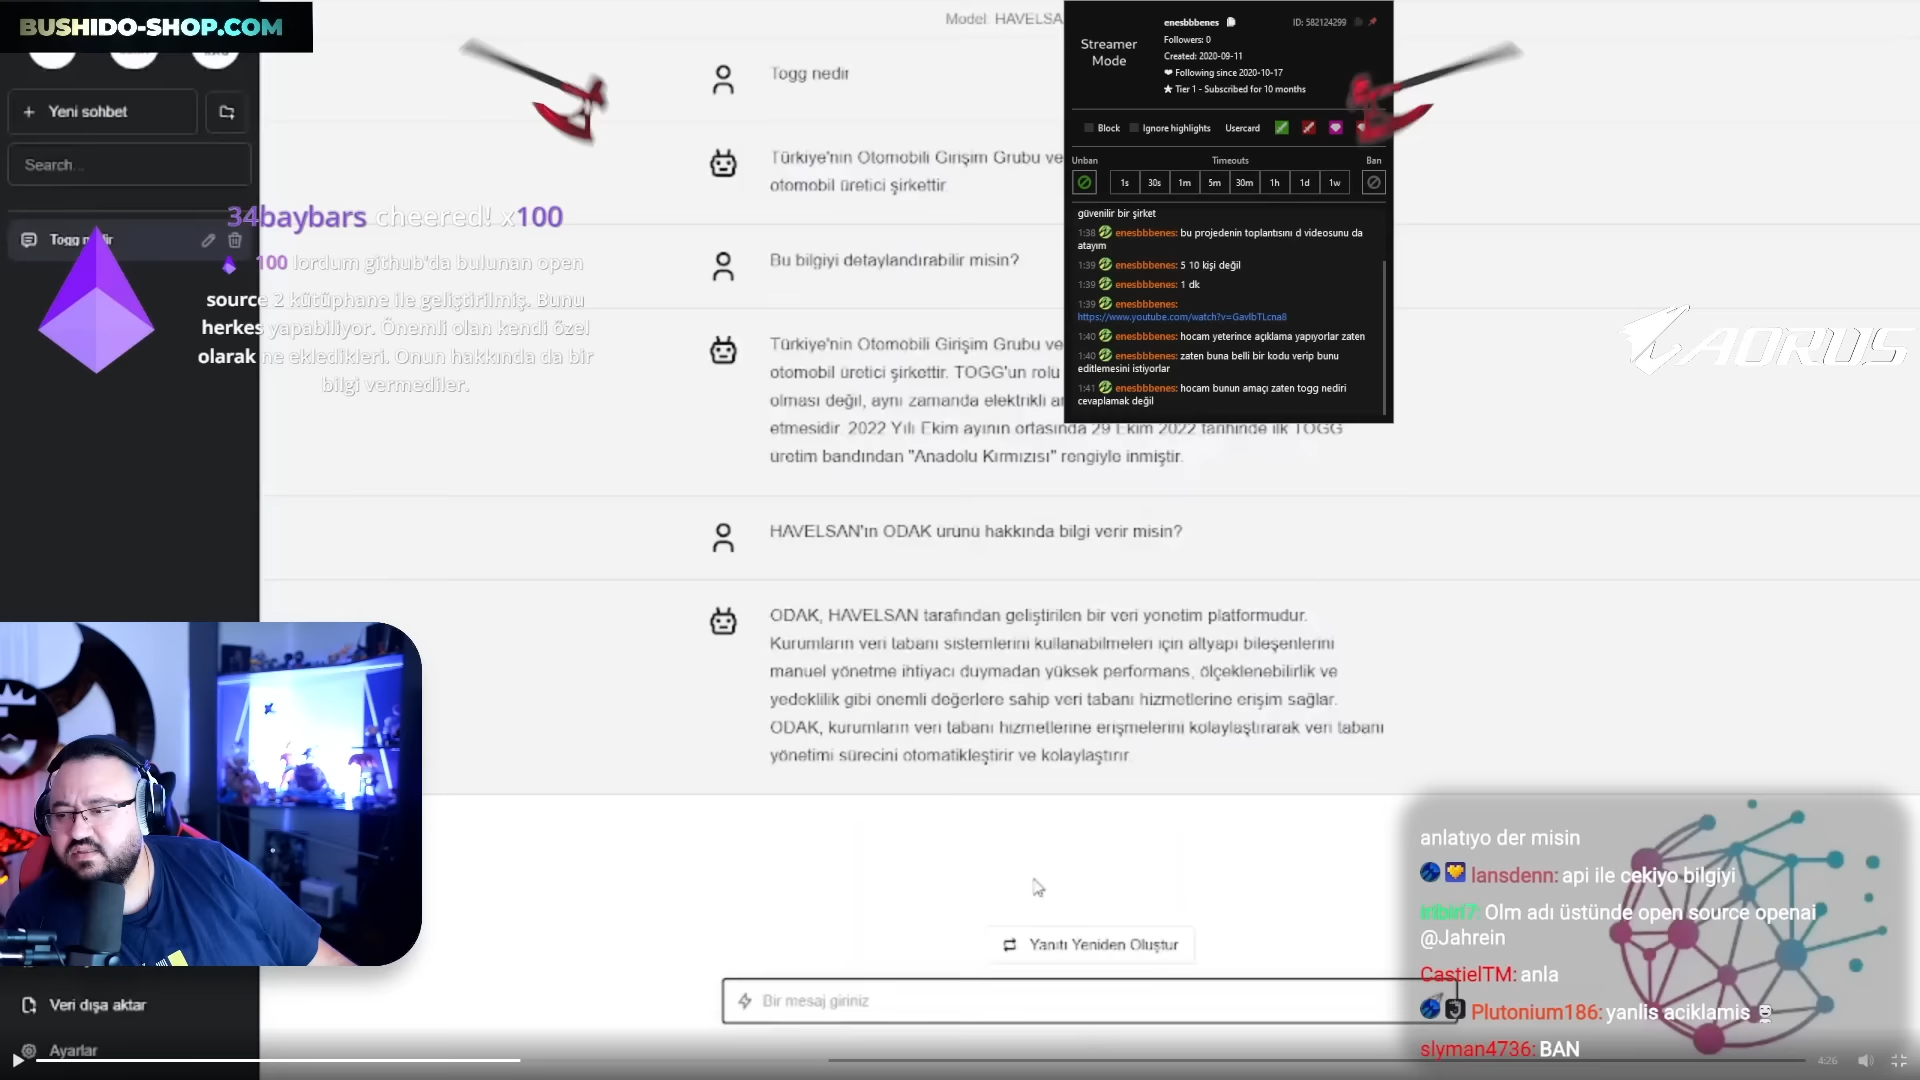 BUSHIDO-SHOP.COM
Model: HAVELSA
Yeni sohbet
Search...
Togg nedir
Veri dışa aktar
Ayarlar
34baybars cheered! x100
100 lordum github'da bulunan open
source 2 kütüphane ile geliştirilmiş. Bunu
herkes yapabiliyor. Önemli olan kendi özel
olarak ne ekledikleri. Onun hakkında da bir
bilgi vermediler.
Togg nedir
Türkiye'nin Otomobili Girişim Grubu ve
otomobil üretici şirkettir
Bu bilgiyi detaylandırabilir misin?
Türkiye'nin Otomobili Girişim Grubu ve
otomobil üretici şirkettir. TOGG'un rolü
olması değil, aynı zamanda elektrikli a
etmesidir. 2022 Yılı Ekim ayının ortasında 29 Ekim 2022 tarihinde ilk TOGG
üretim bandından "Anadolu Kırmızısı" rengiyle inmiştir.
HAVELSAN'ın ODAK ürünü hakkında bilgi verir misin?
ODAK, HAVELSAN tarafından geliştirilen bir veri yönetim platformudur.
Kurumların veri tabanı sistemlerini kullanabilmeleri için altyapı bileşenlerini
manuel yönetme ihtiyacı duymadan yüksek performans, ölçeklenebilirlik ve
yedeklilik gibi önemli değerlere sahip veri tabanı hizmetlerine erişim sağlar.
ODAK, kurumların veri tabanı hizmetlerine erişmelerini kolaylaştırarak veri tabanı
yönetimi sürecini otomatikleştirir ve kolaylaştırır
Yanıtı Yeniden Oluştur
Bir mesaj giriniz
Streamer
Mode
enesbbbenes
ID: 582124299
Followers: 0
Created: 2020-09-11
Following since 2020-10-17
Tier 1 - Subscribed for 10 months
Block Ignore highlights Usercard
Unban Timeouts Ban
1s 30s 1m 5m 30m 1h 1d 1w
güvenilir bir şirket
1:38 enesbbbenes: bu projedenin toplantısını d videosunu da
atayım
1:39 enesbbbenes: 5 10 kişi değil
1:39 enesbbbenes: 1 dk
1:39 enesbbbenes:
https://www.youtube.com/watch?v=GavlbTLcna8
1:40 enesbbbenes: hocam yeterince açıklama yapıyorlar zaten
1:40 enesbbbenes: zaten buna belli bir kodu verip bunu
editlemesini istiyorlar
1:41 enesbbbenes: hocam bunun amaçı zaten togg nediri
cevaplamak değil
AORUS
anlatıyo der misin
lansdenn: api ile cekiyo bilgiyi
Olm adı üstünde open source openai
@Jahrein
CastielTM: anla
Plutonium186: yanlis aciklamis
slyman4736: BAN
4:26